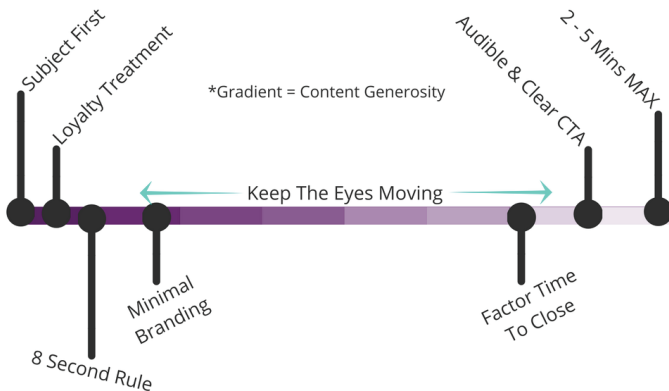 Subject First
Loyalty Treatment
*Gradient = Content Generosity
Audible & Clear CTA
2 - 5 Mins MAX
Keep The Eyes Moving
8 Second Rule
Minimal
Branding
Factor Time
To Close